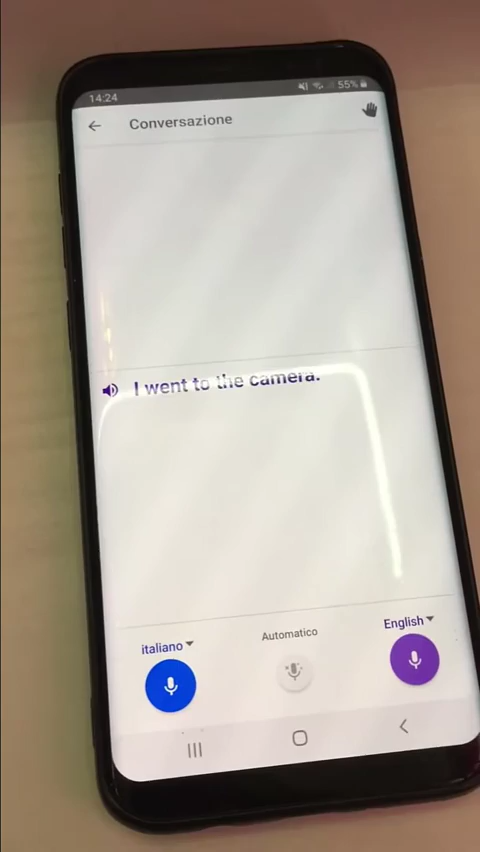 14:24 55%
Conversazione
I went to the camera.
italiano
Automatico
English